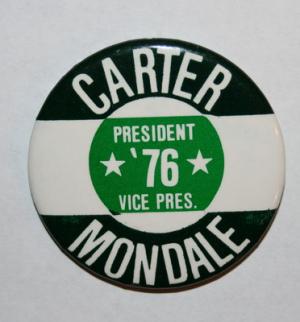 CARTER
PRESIDENT
'76
VICE PRES.
MONDALE